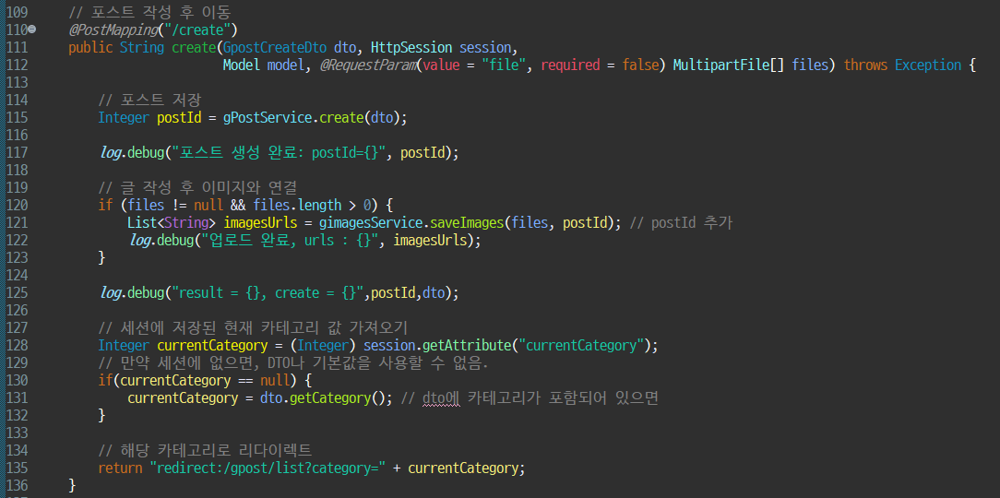 109 // 포스트 작성 후 이동
110 @PostMapping("/create")
111 public String create(GpostCreateDto dto, HttpSession session,
112 Model model, @RequestParam(value = "file", required = false) MultipartFile[] files) throws Exception {
113
114 // 포스트 저장
115 Integer postId = gPostService.create(dto);
116
117 log.debug("포스트 생성 완료: postId={}", postId);
118
119 // 글 작성 후 이미지와 연결
120 if (files != null && files.length > 0) {
121 List<String> imagesUrls = gimagesService.saveImages(files, postId); // postId 추가
122 log.debug("업로드 완료, urls : {}", imagesUrls);
123 }
124
125 log.debug("result = {}, create = {}",postId,dto);
126
127 // 세션에 저장된 현재 카테고리 값 가져오기
128 Integer currentCategory = (Integer) session.getAttribute("currentCategory");
129 // 만약 세션에 없으면, DTO나 기본값을 사용할 수 없음.
130 if(currentCategory == null) {
131 currentCategory = dto.getCategory(); // dto에 카테고리가 포함되어 있으면
132 }
133
134 // 해당 카테고리로 리다이렉트
135 return "redirect:/gpost/list?category=" + currentCategory;
136 }